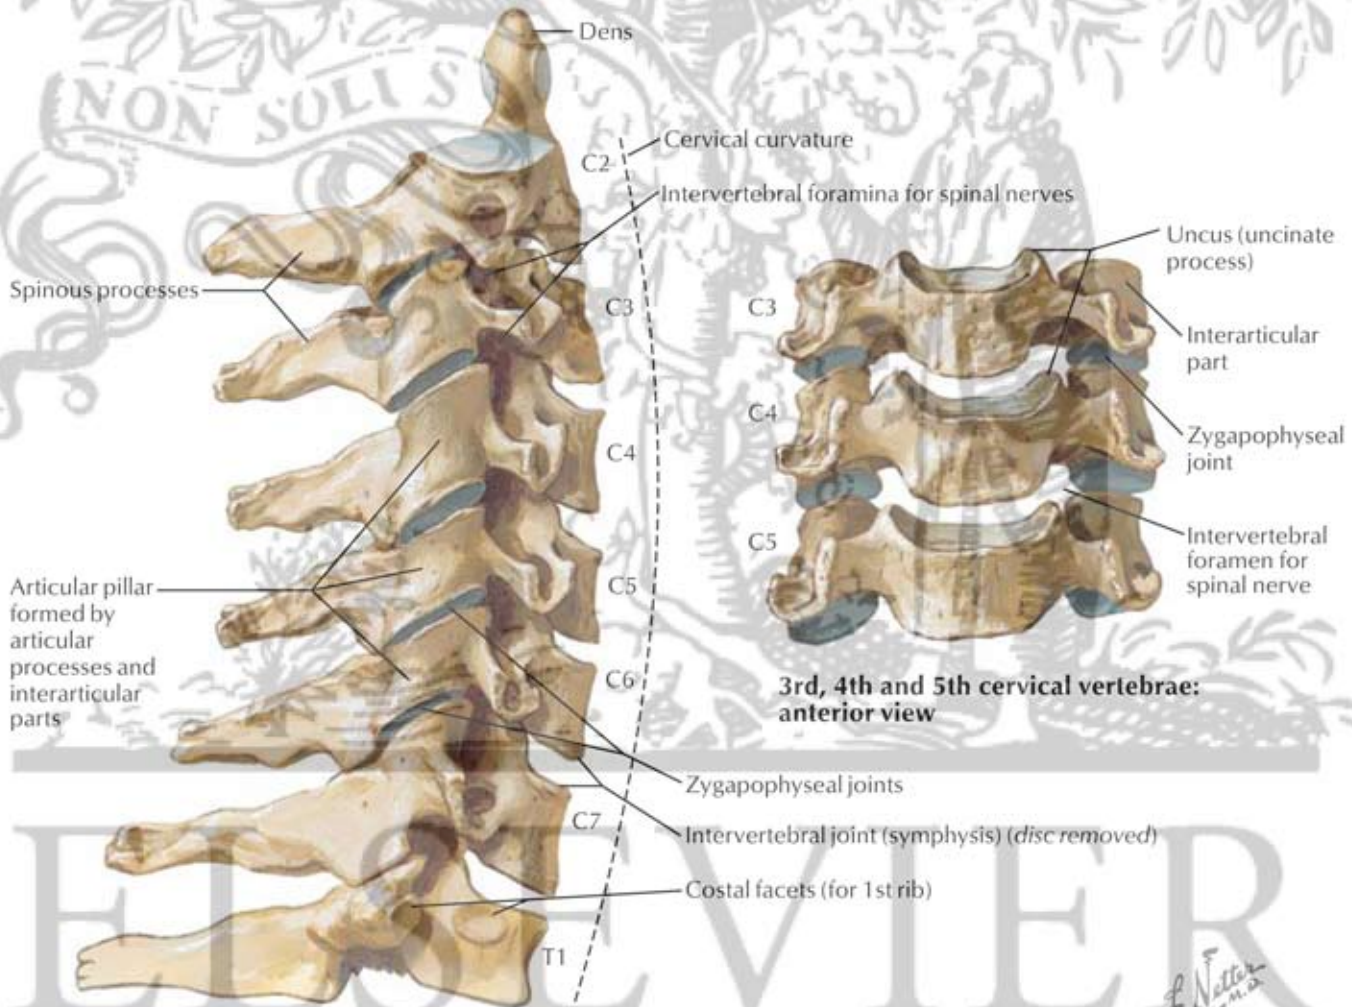 Dens
NON SOLI S
C2
Cervical curvature
Intervertebral foramina for spinal nerves
Spinous processes
C3
C4
Articular pillar
formed by
articular
processes and
interarticular
parts
C5
C6
Zygapophyseal joints
C7
Intervertebral joint (symphysis) (disc removed)
Costal facets (for 1st rib)
T1
Uncus (uncinate
process)
C3
Interarticular
part
C4
Zygapophyseal
joint
C5
Intervertebral
foramen for
spinal nerve
3rd, 4th and 5th cervical vertebrae:
anterior view
ELSEVIER
F. Netter
M.D.